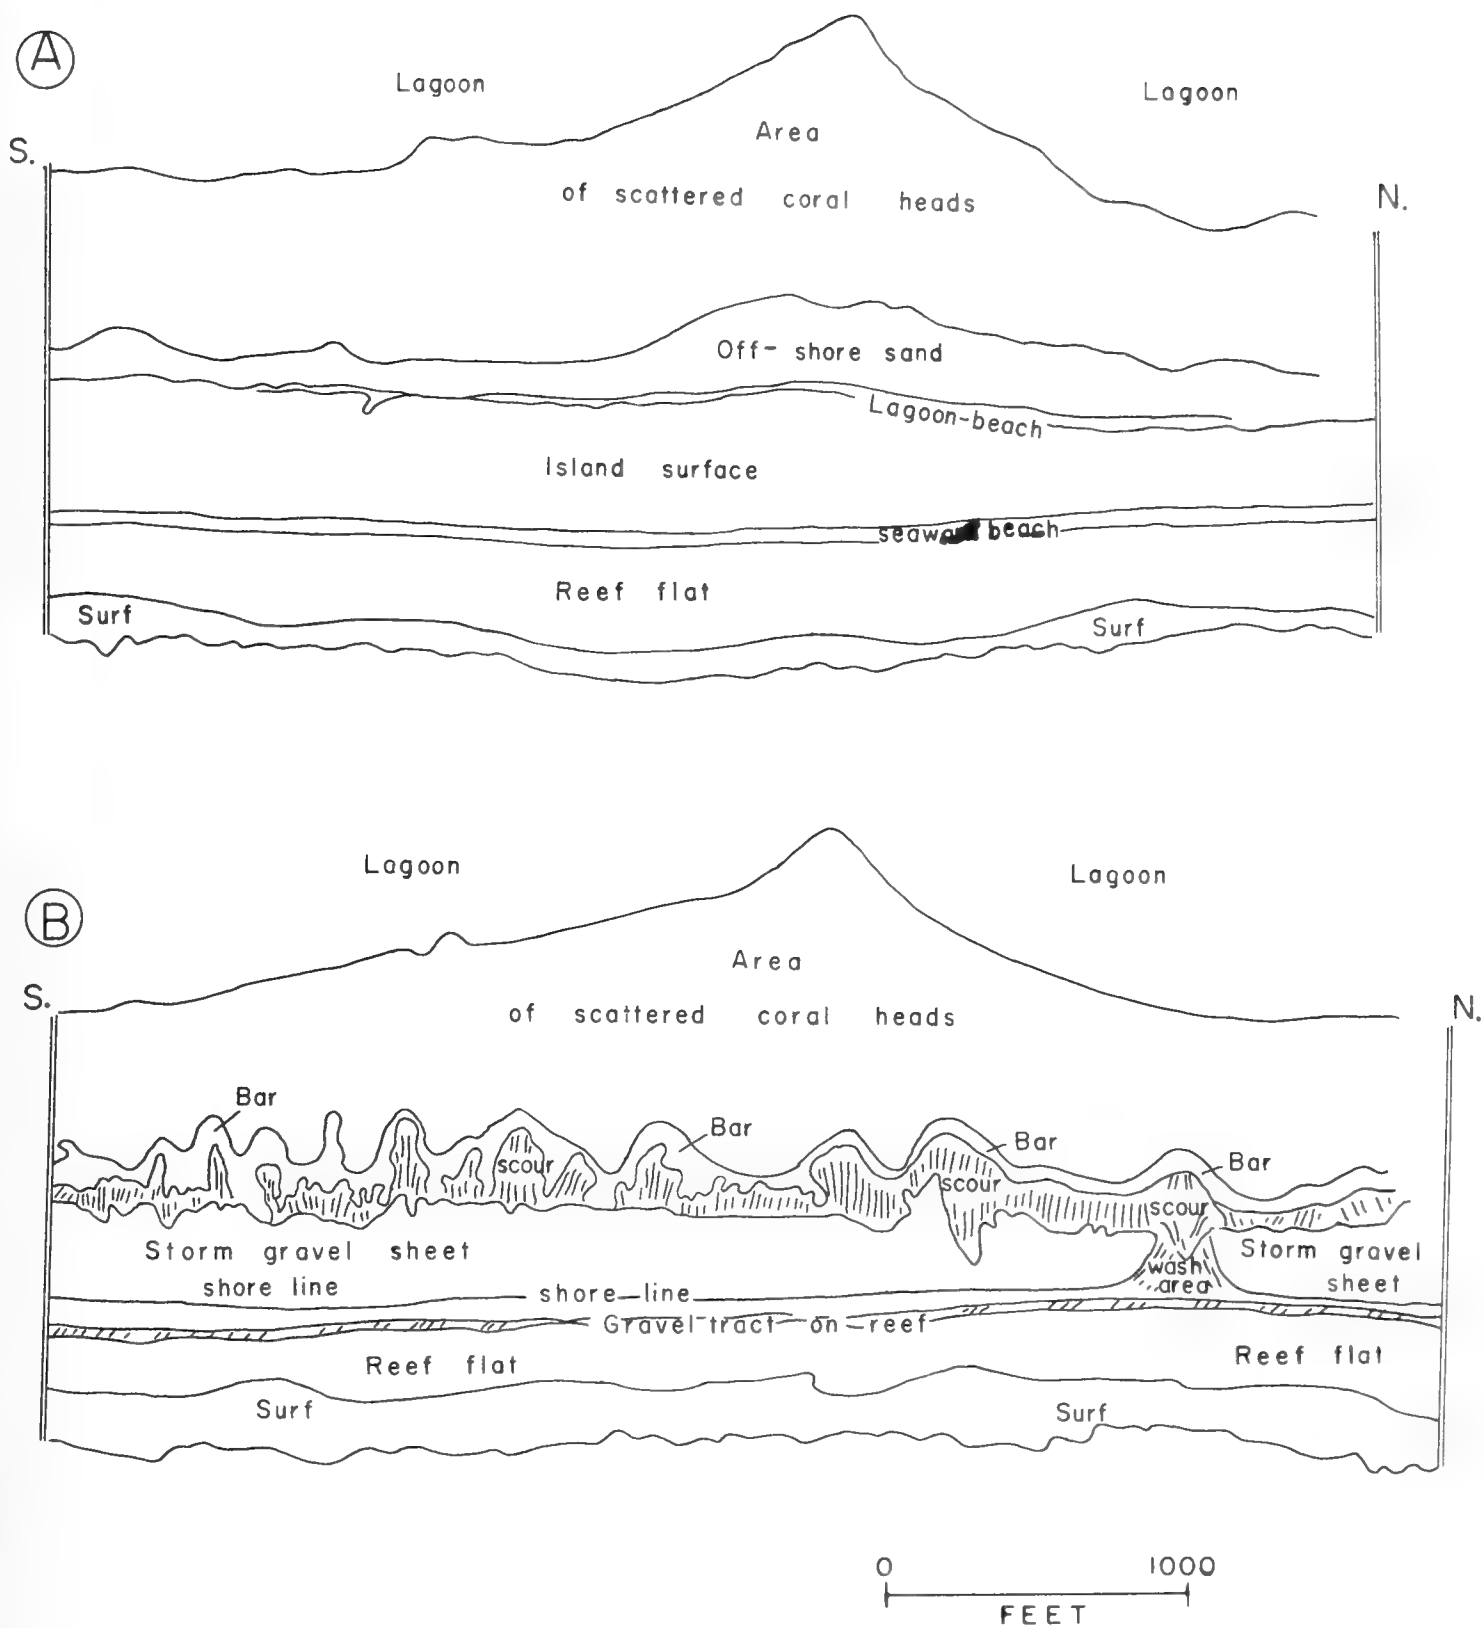 A
Lagoon
Lagoon
S.
Area
of scattered coral heads
N.
Off- shore sand
Lagoon-beach
Island surface
seaward beach
Reef flat
Surf
Surf
B
Lagoon
Lagoon
Area
S.
of scattered coral heads
N.
Bar
Bar
Bar
Bar
scour
scour
scour
Storm gravel sheet
Storm gravel
sheet
wash
area
shore line
shore-line
Gravel tract on reef
Reef flat
Reef flat
Surf
Surf
0 1000
FEET